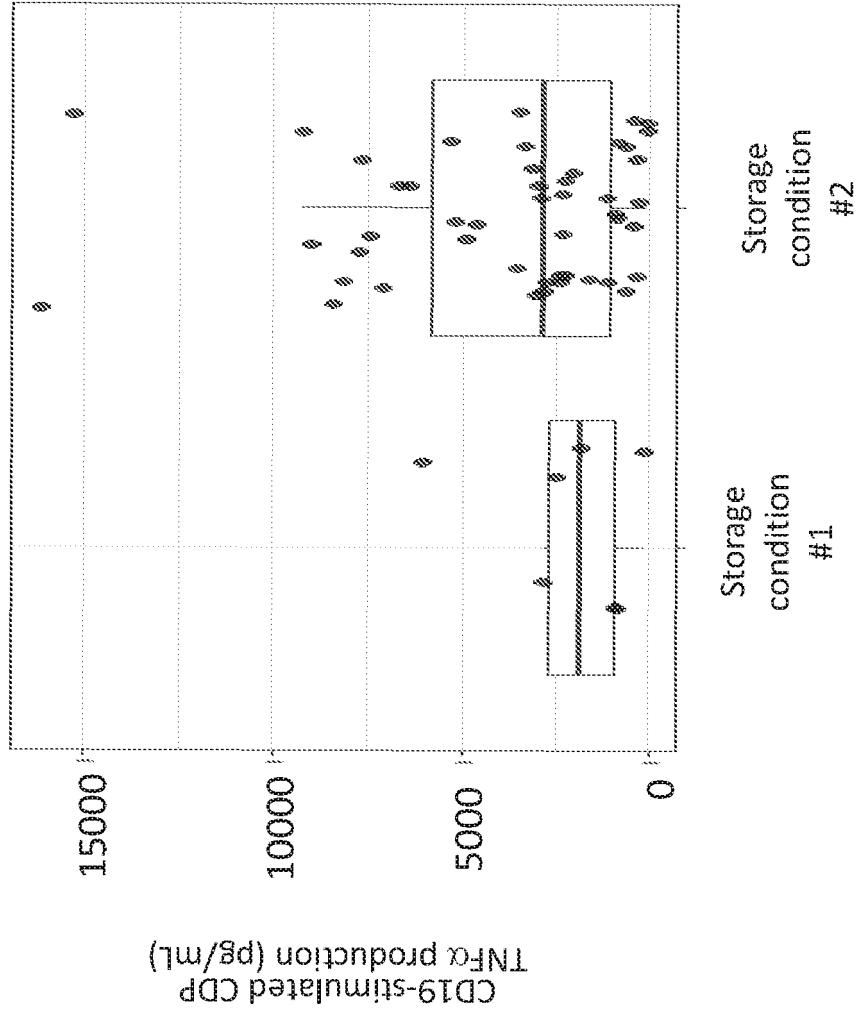 CD19-stimulated CDP
TNFα production (pg/mL)
15000
10000
5000
0
Storage
condition
#1
Storage
condition
#2